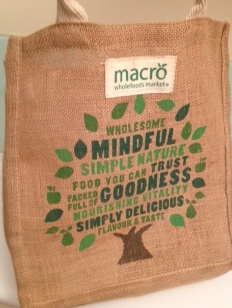 macro
wholefoods market
WHOLESOME
MINDFUL
SIMPLE NATURE
FOOD YOU CAN TRUST
PACKED FULL OF GOODNESS
NOURISHING VITALITY
SIMPLY DELICIOUS
FLAVOUR & TASTE